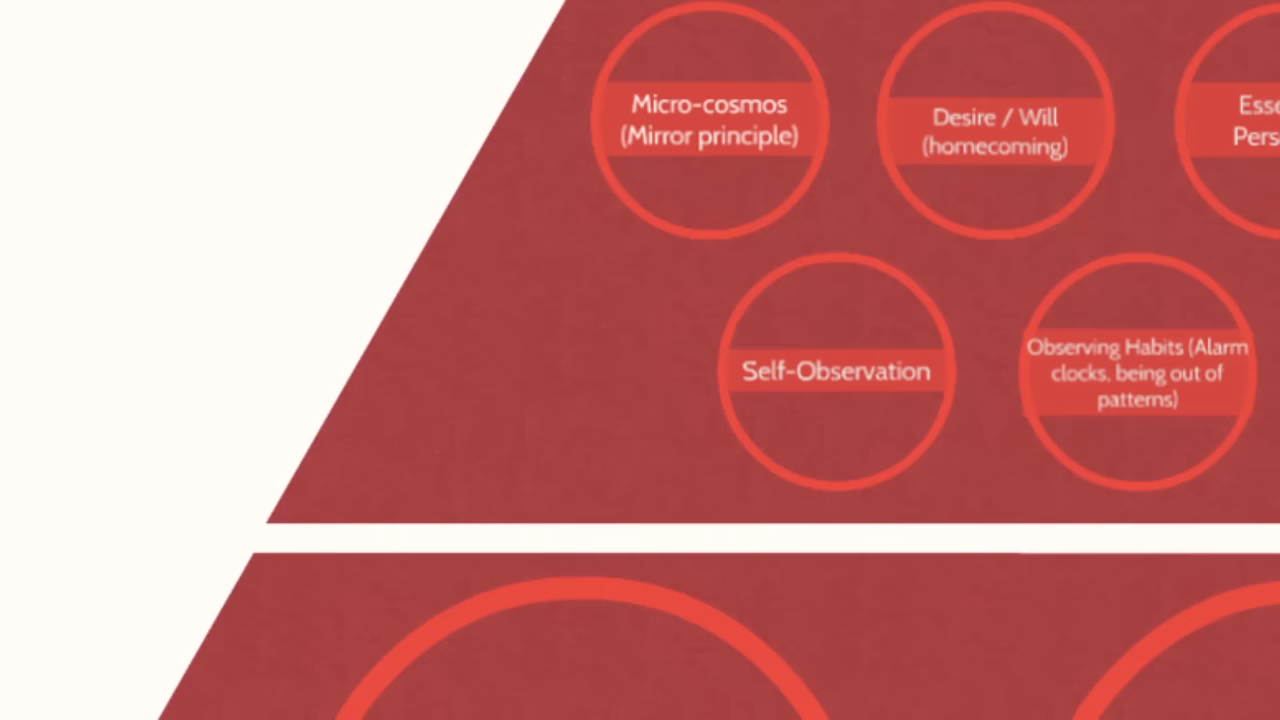 Micro-cosmos
(Mirror principle)
Desire / Will
(homecoming)
Self-Observation
Observing Habits (Alarm
clocks, being out of
patterns)